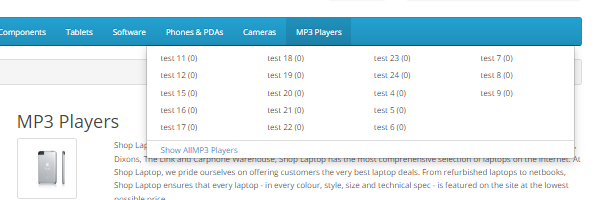 Components Tablets Software Phones & PDAs Cameras MP3 Players
test 11 (0) test 18 (0) test 23 (0) test 7 (0)
test 12 (0) test 19 (0) test 24 (0) test 8 (0)
test 15 (0) test 20 (0) test 4 (0) test 9 (0)
test 16 (0) test 21 (0) test 5 (0)
test 17 (0) test 22 (0) test 6 (0)
Show AllMP3 Players
MP3 Players
Shop Lap
Dixons, The Link and Carphone Warehouse, Shop Laptop has the most comprehensive selection of laptops on the internet. At
Shop Laptop, we pride ourselves on offering customers the very best laptop deals. From refurbished laptops to netbooks,
Shop Laptop ensures that every laptop - in every colour, style, size and technical spec - is featured on the site at the lowest
possible price.